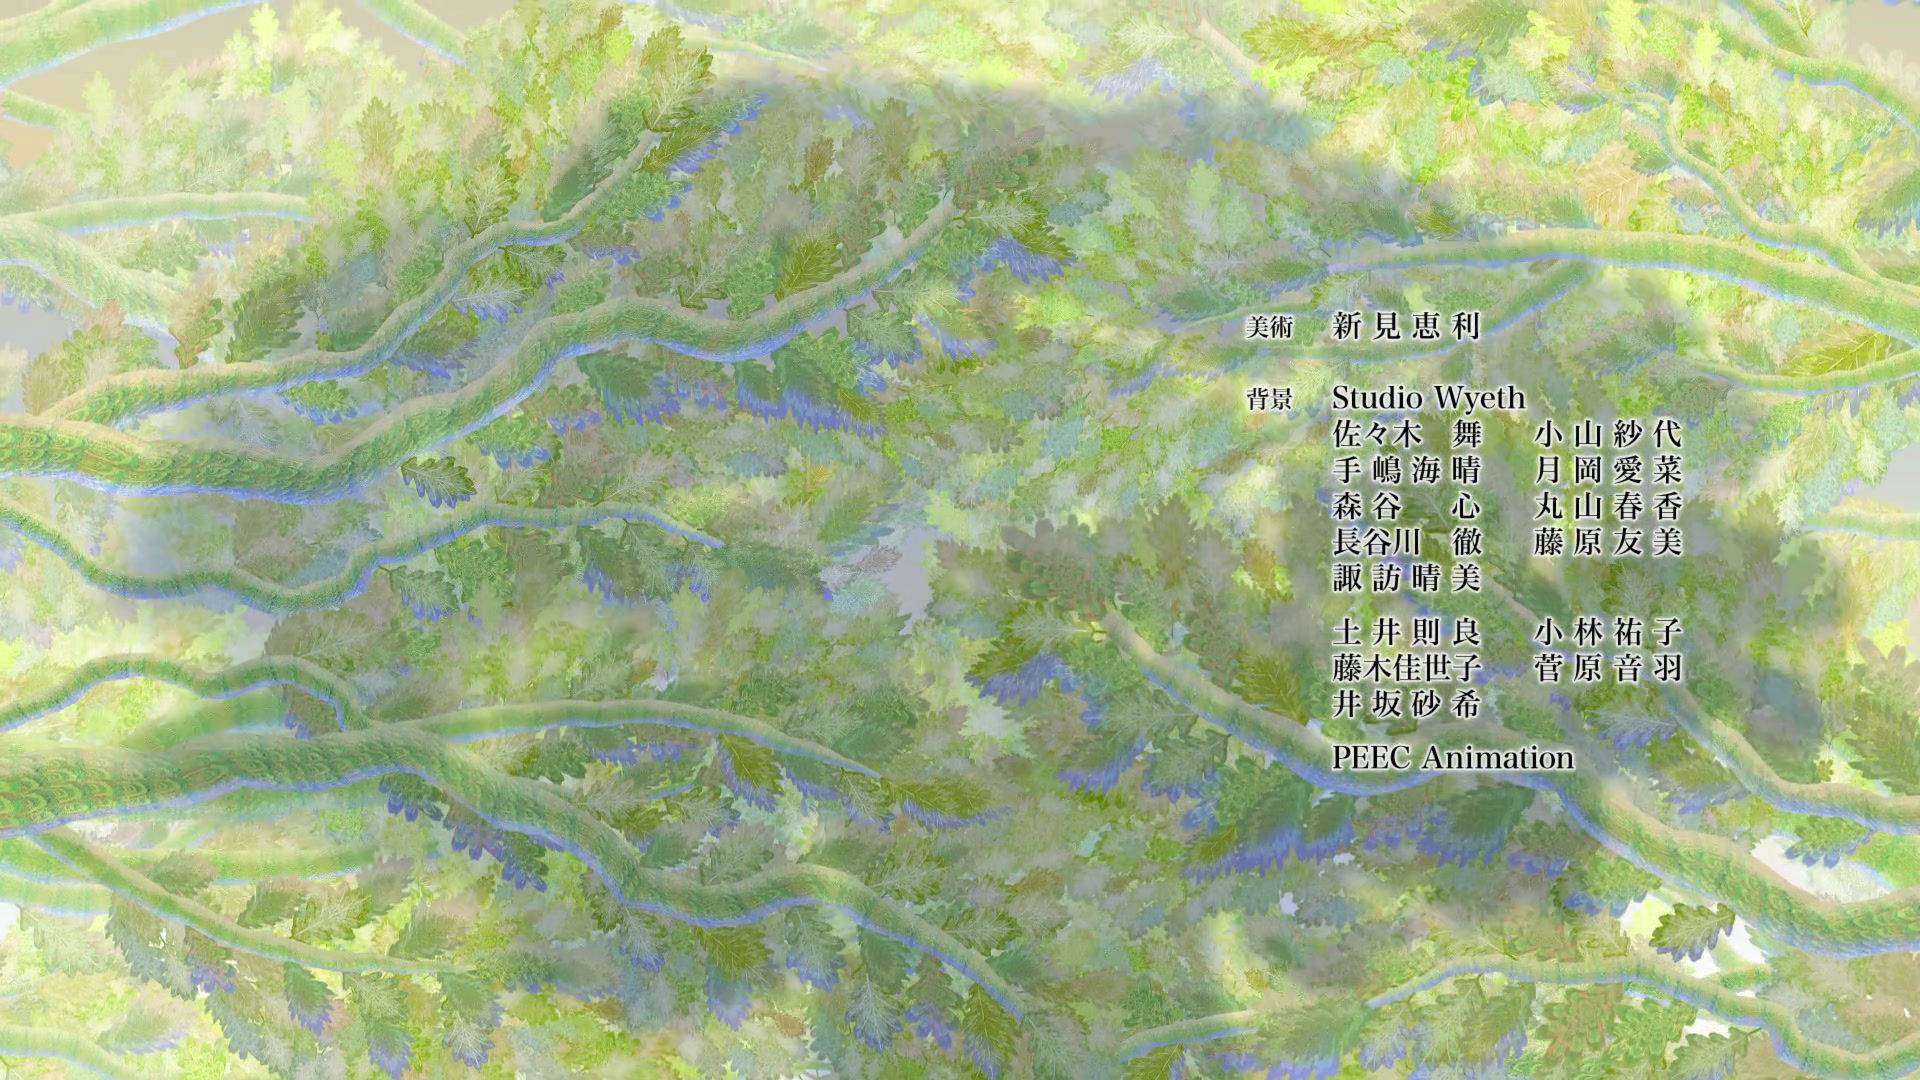 美術 新見恵利
背景 Studio Wyeth
佐々木 舞 小山紗代
手嶋海晴 月岡愛菜
森谷 心 丸山春香
長谷川 徹 藤原友美
諏訪晴美
土井則良 小林祐子
藤木佳世子 菅原音羽
井坂砂希
PEEC Animation